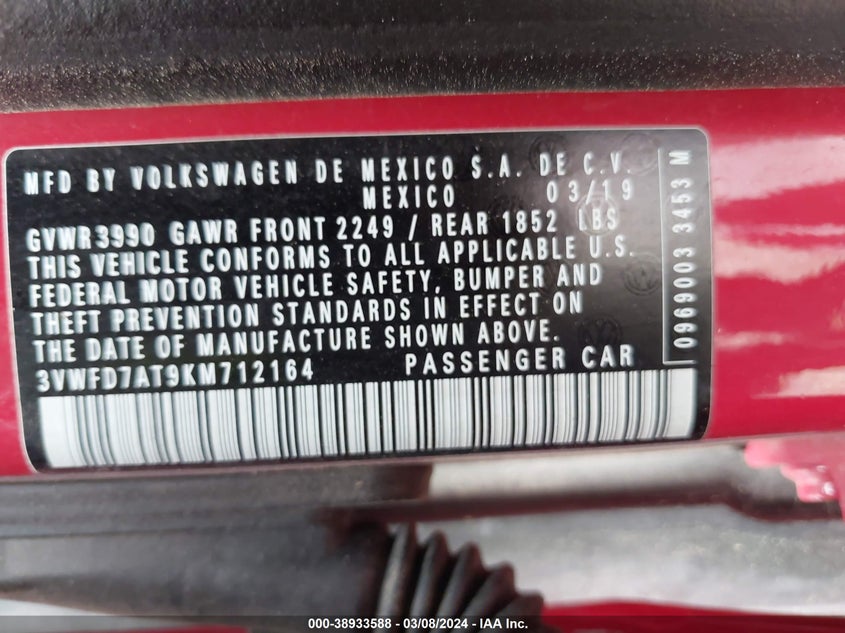 MFD BY VOLKSWAGEN DE MEXICO S.A. DE C.V.
MEXICO 03/19
GVWR3990 GAWR FRONT 2249 / REAR 1852 LBS
THIS VEHICLE CONFORMS TO ALL APPLICABLE U.S.
FEDERAL MOTOR VEHICLE SAFETY, BUMPER AND
THEFT PREVENTION STANDARDS IN EFFECT ON
THE DATE OF MANUFACTURE SHOWN ABOVE.
3VWFD7AT9KM712164 PASSENGER CAR
0969003 3453 M
000-38933588 - 03/08/2024 - IAA Inc.